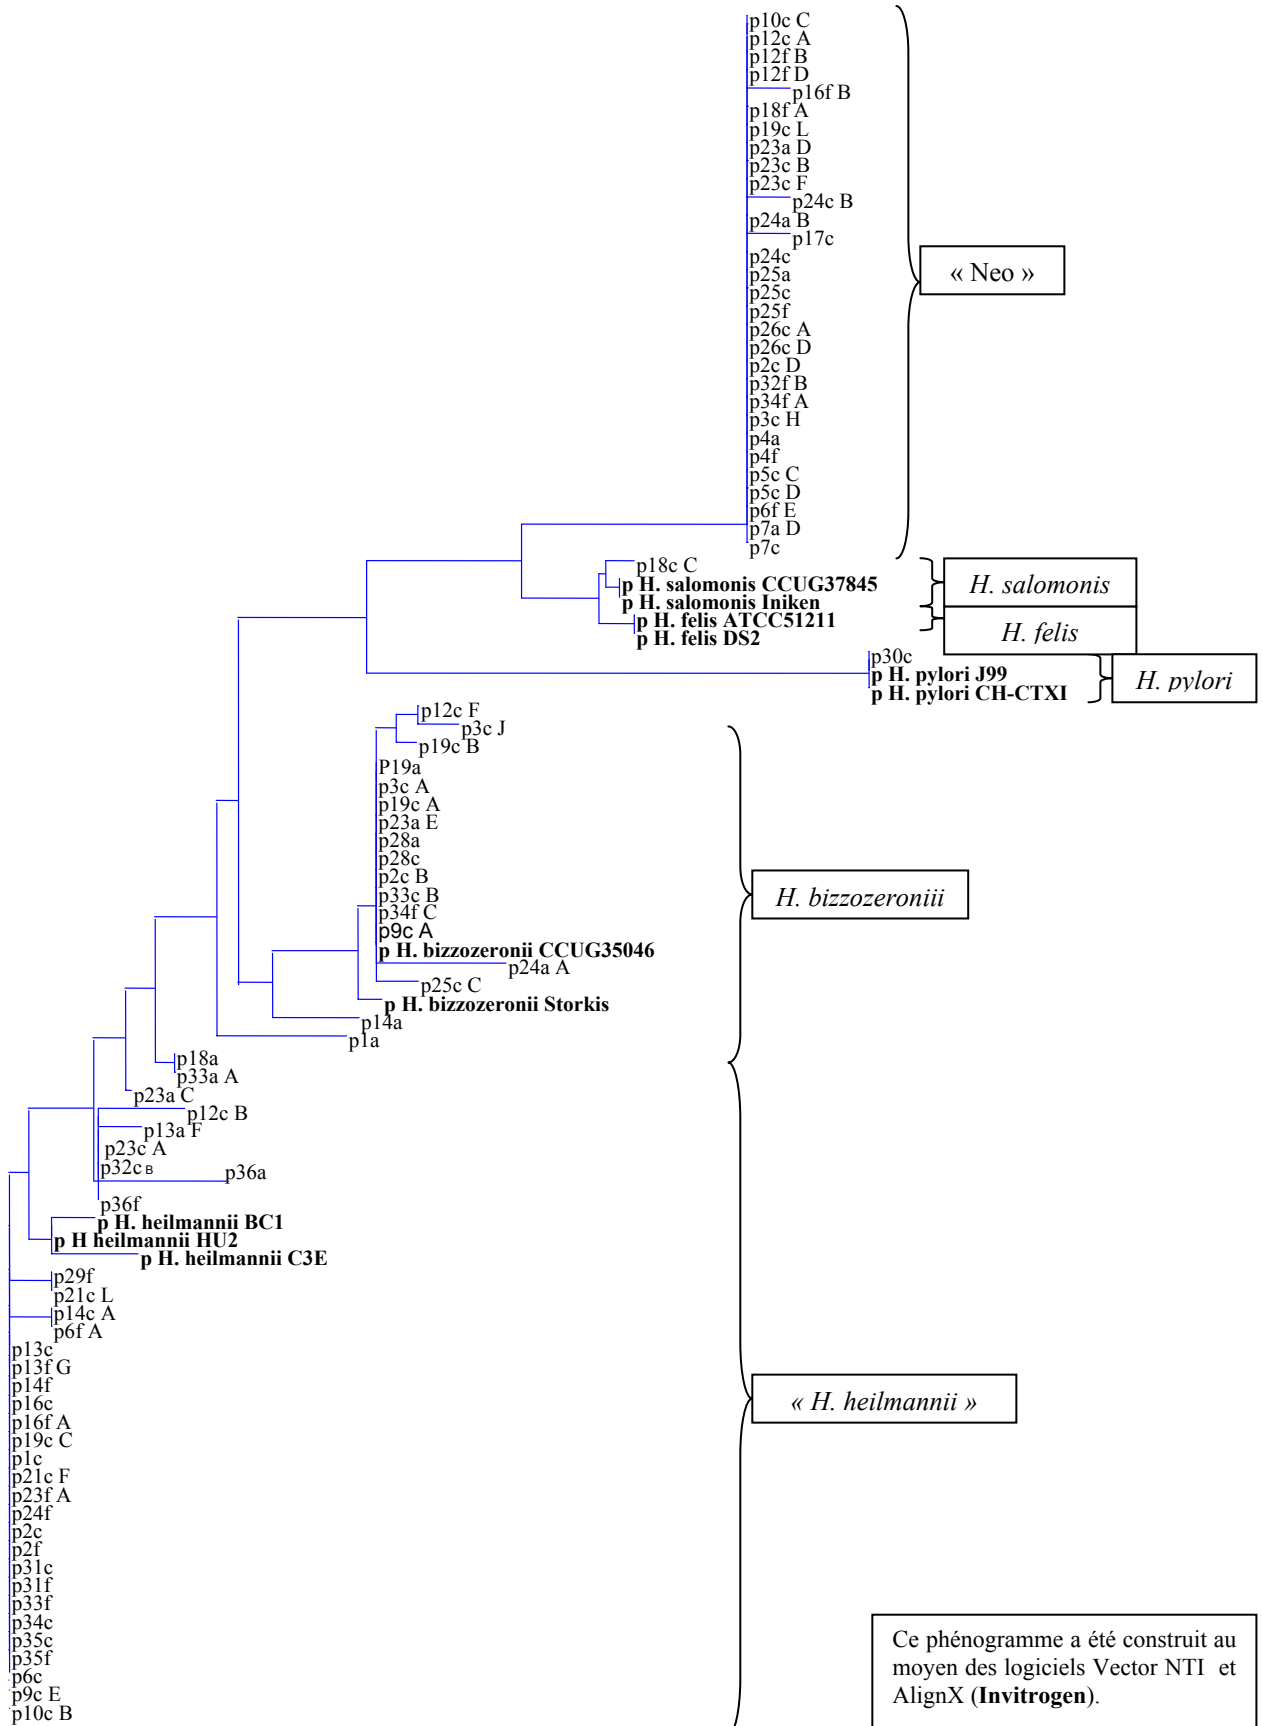 p10c C
p12c A
p12f B
p12f D
p16f B
p18f A
p19c L
p23a D
p23c B
p23c F
p24c B
p24a B
p17c
p24c
p25a
p25c
p25f
p26c A
p26c D
p2c D
p32f B
p34f A
p3c H
p4a
p4f
p5c C
p5c D
p6f E
p7a D
p7c
« Neo »
p18c C
p H. salomonis CCUG37845
p H. salomonis Iniken
p H. felis ATCC51211
p H. felis DS2
H. salomonis
H. felis
p30c
p H. pylori J99
p H. pylori CH-CTXI
H. pylori
p12c F
p3c J
p19c B
P19a
p3c A
p19c A
p23a E
p28a
p28c
p2c B
p33c B
p34f C
p9c A
p H. bizzozeronii CCUG35046
p24a A
p25c C
p H. bizzozeronii Storkis
p14a
p1a
H. bizzozeroniii
p18a
p33a A
p23a C
p12c B
p13a F
p23c A
p32c B
p36a
p36f
p H. heilmannii BC1
p H heilmannii HU2
p H. heilmannii C3E
p29f
p21c L
p14c A
p6f A
p13c
p13f G
p14f
p16c
p16f A
p19c C
p1c
p21c F
p23f A
p24f
p2c
p2f
p31c
p31f
p33f
p34c
p35c
p35f
p6c
p9c E
p10c B
« H. heilmannii »
Ce phénogramme a été construit au
moyen des logiciels Vector NTI et
AlignX (Invitrogen).